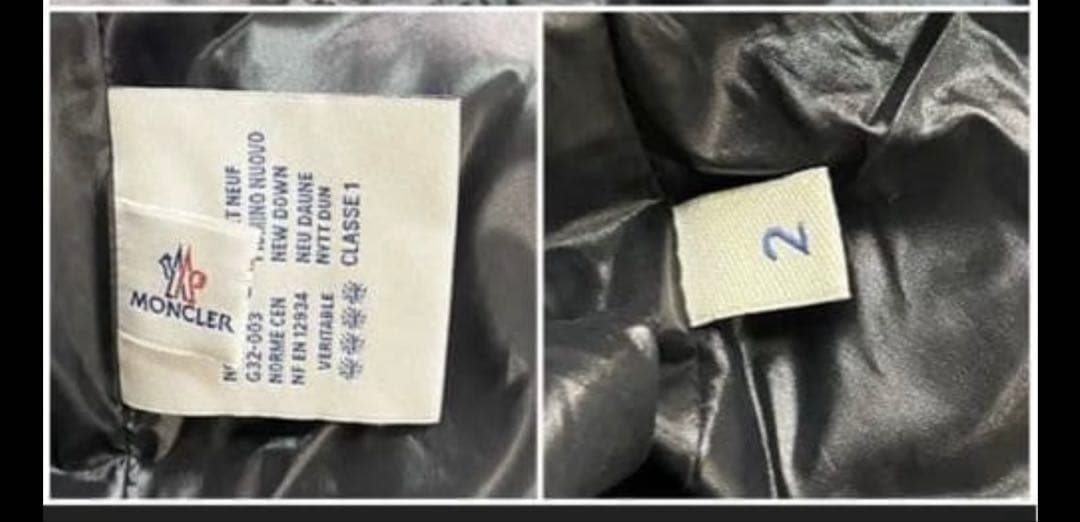 MONCLER
NEUF
G32-003 NUOVO
NORME CEN NEW DOWN
NF EN 12934 NEU DAUNE
VERITABLE NYTT DUN
CLASSE 1
2